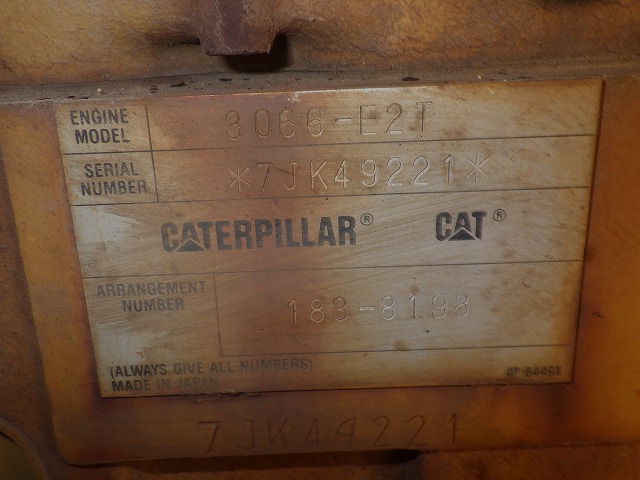 ENGINE MODEL 3066-E2T
SERIAL NUMBER *7JK49221*
CATERPILLAR® CAT®
ARRANGEMENT NUMBER 183-8198
(ALWAYS GIVE ALL NUMBERS)
MADE IN JAPAN
7JK49221